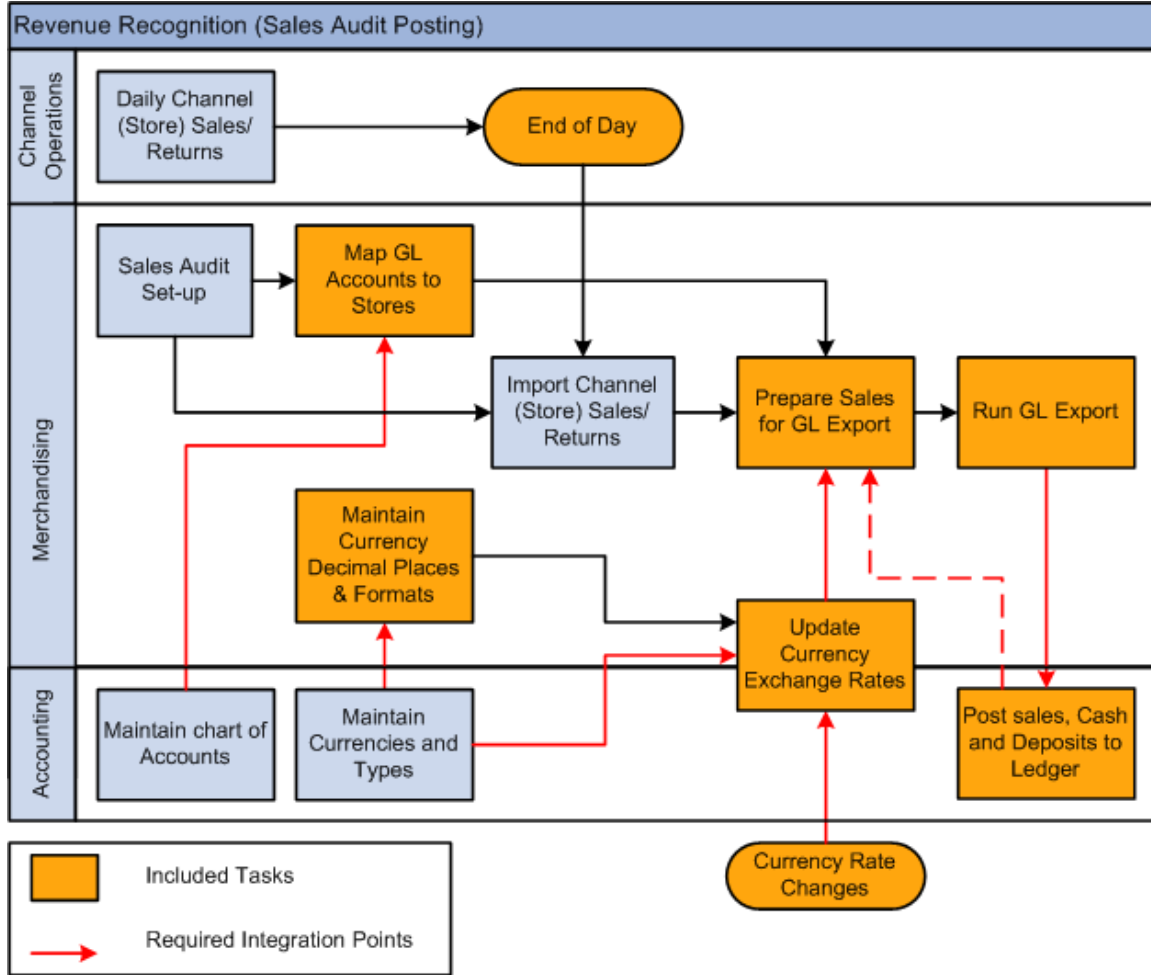 Revenue Recognition (Sales Audit Posting)
Channel
Operations
Daily Channel
(Store) Sales/
Returns
End of Day
Merchandising
Sales Audit
Set-up
Map GL
Accounts to
Stores
Import Channel
(Store) Sales/
Returns
Prepare Sales
for GL Export
Run GL Export
Maintain
Currency
Decimal Places
& Formats
Update
Currency
Exchange Rates
Accounting
Maintain chart of
Accounts
Maintain
Currencies and
Types
Post sales, Cash
and Deposits to
Ledger
Currency Rate
Changes
Included Tasks
Required Integration Points